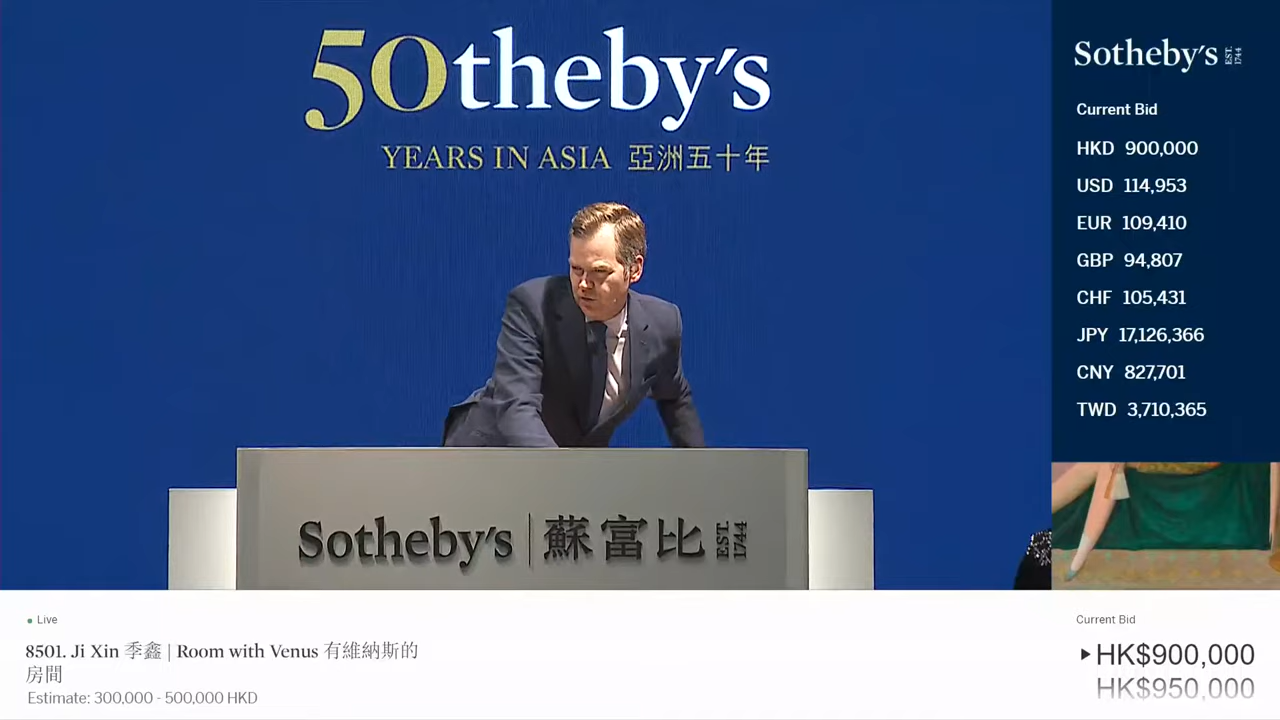 50theby's
YEARS IN ASIA 亞洲五十年
Sotheby's | 蘇富比 EST. 1744
Sotheby's EST. 1744
Current Bid
HKD 900,000
USD 114,953
EUR 109,410
GBP 94,807
CHF 105,431
JPY 17,126,366
CNY 827,701
TWD 3,710,365
Live
8501. Ji Xin 季鑫 | Room with Venus 有維納斯的
房間
Estimate: 300,000 - 500,000 HKD
Current Bid
HK$900,000
HK$950,000